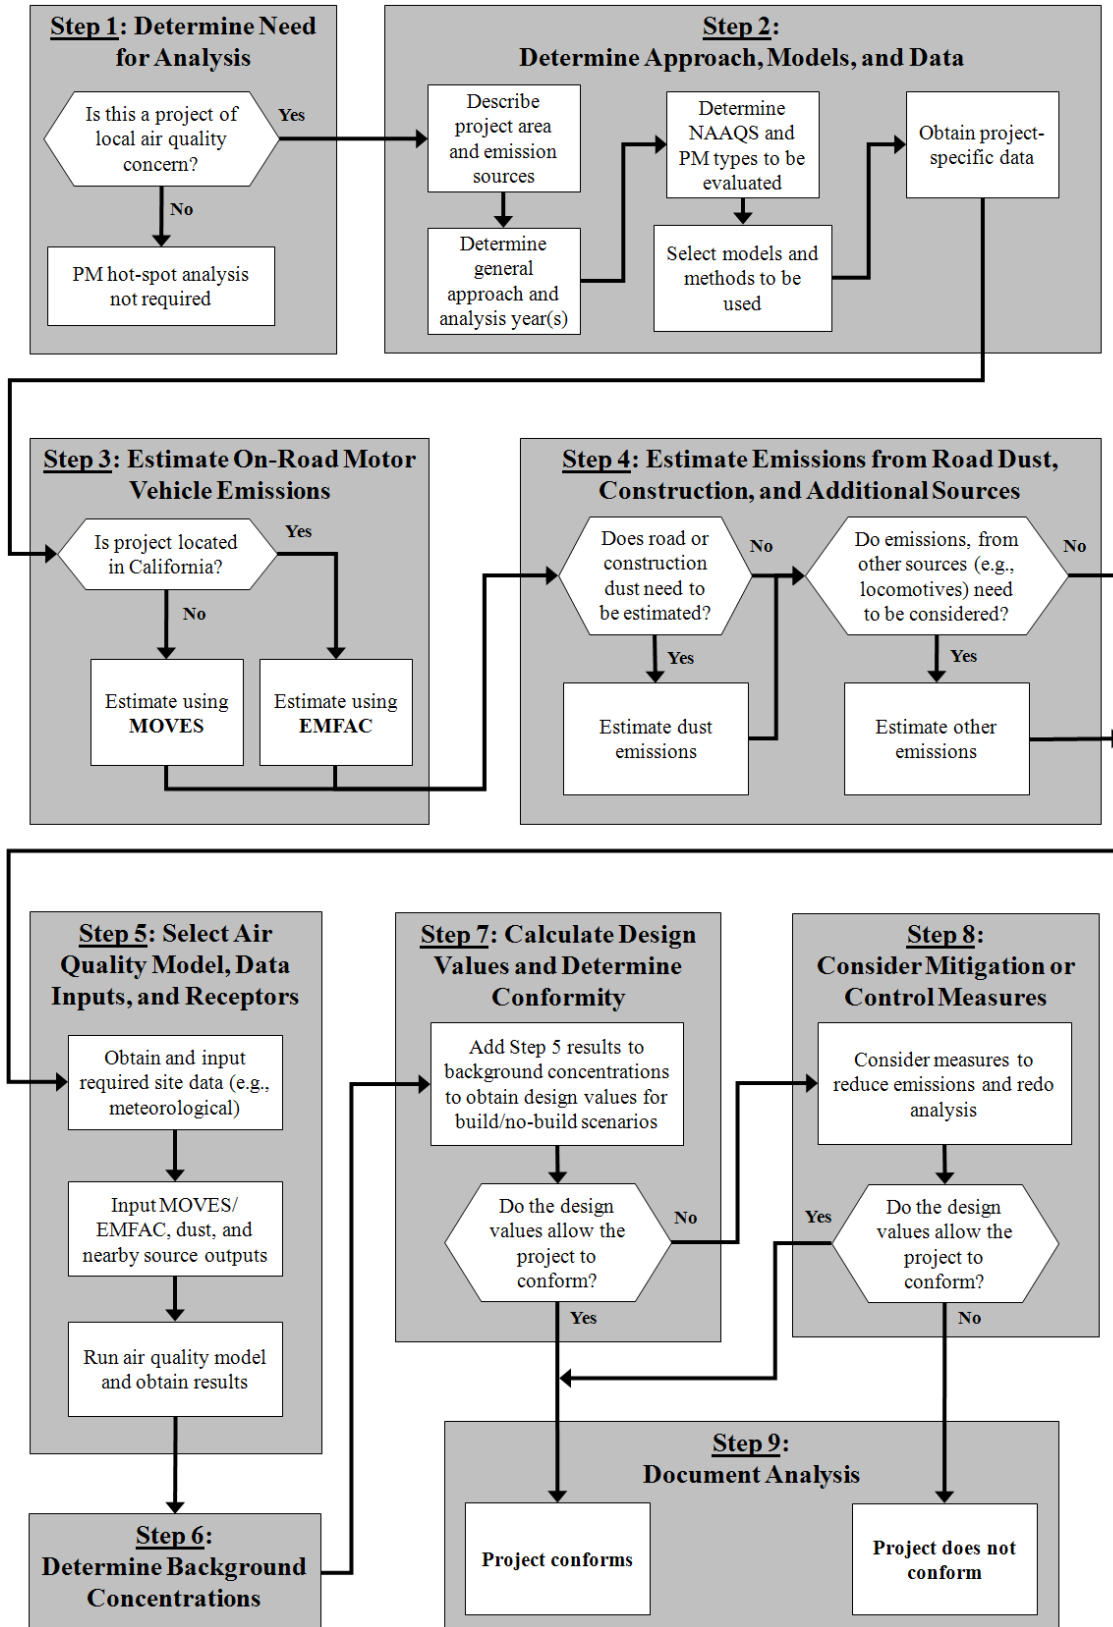 Step 1: Determine Need
for Analysis
Is this a project of
local air quality
concern?
Yes
No
PM hot-spot analysis
not required
Step 2:
Determine Approach, Models, and Data
Describe
project area
and emission
sources
Determine
general
approach and
analysis year(s)
Determine
NAAQS and
PM types to be
evaluated
Select models and
methods to be
used
Obtain project-
specific data
Step 3: Estimate On-Road Motor
Vehicle Emissions
Is project located
in California?
Yes
No
Estimate using
MOVES
Estimate using
EMFAC
Step 4: Estimate Emissions from Road Dust,
Construction, and Additional Sources
Does road or
construction
dust need to
be estimated?
No
Yes
Estimate dust
emissions
Do emissions, from
other sources (e.g.,
locomotives) need
to be considered?
No
Yes
Estimate other
emissions
Step 5: Select Air
Quality Model, Data
Inputs, and Receptors
Obtain and input
required site data (e.g.,
meteorological)
Input MOVES/
EMFAC, dust, and
nearby source outputs
Run air quality model
and obtain results
Step 6:
Determine Background
Concentrations
Step 7: Calculate Design
Values and Determine
Conformity
Add Step 5 results to
background concentrations
to obtain design values for
build/no-build scenarios
Do the design
values allow the
project to
conform?
No
Yes
Step 8:
Consider Mitigation or
Control Measures
Consider measures to
reduce emissions and redo
analysis
Do the design
values allow the
project to
conform?
Yes
No
Step 9:
Document Analysis
Project conforms
Project does not
conform